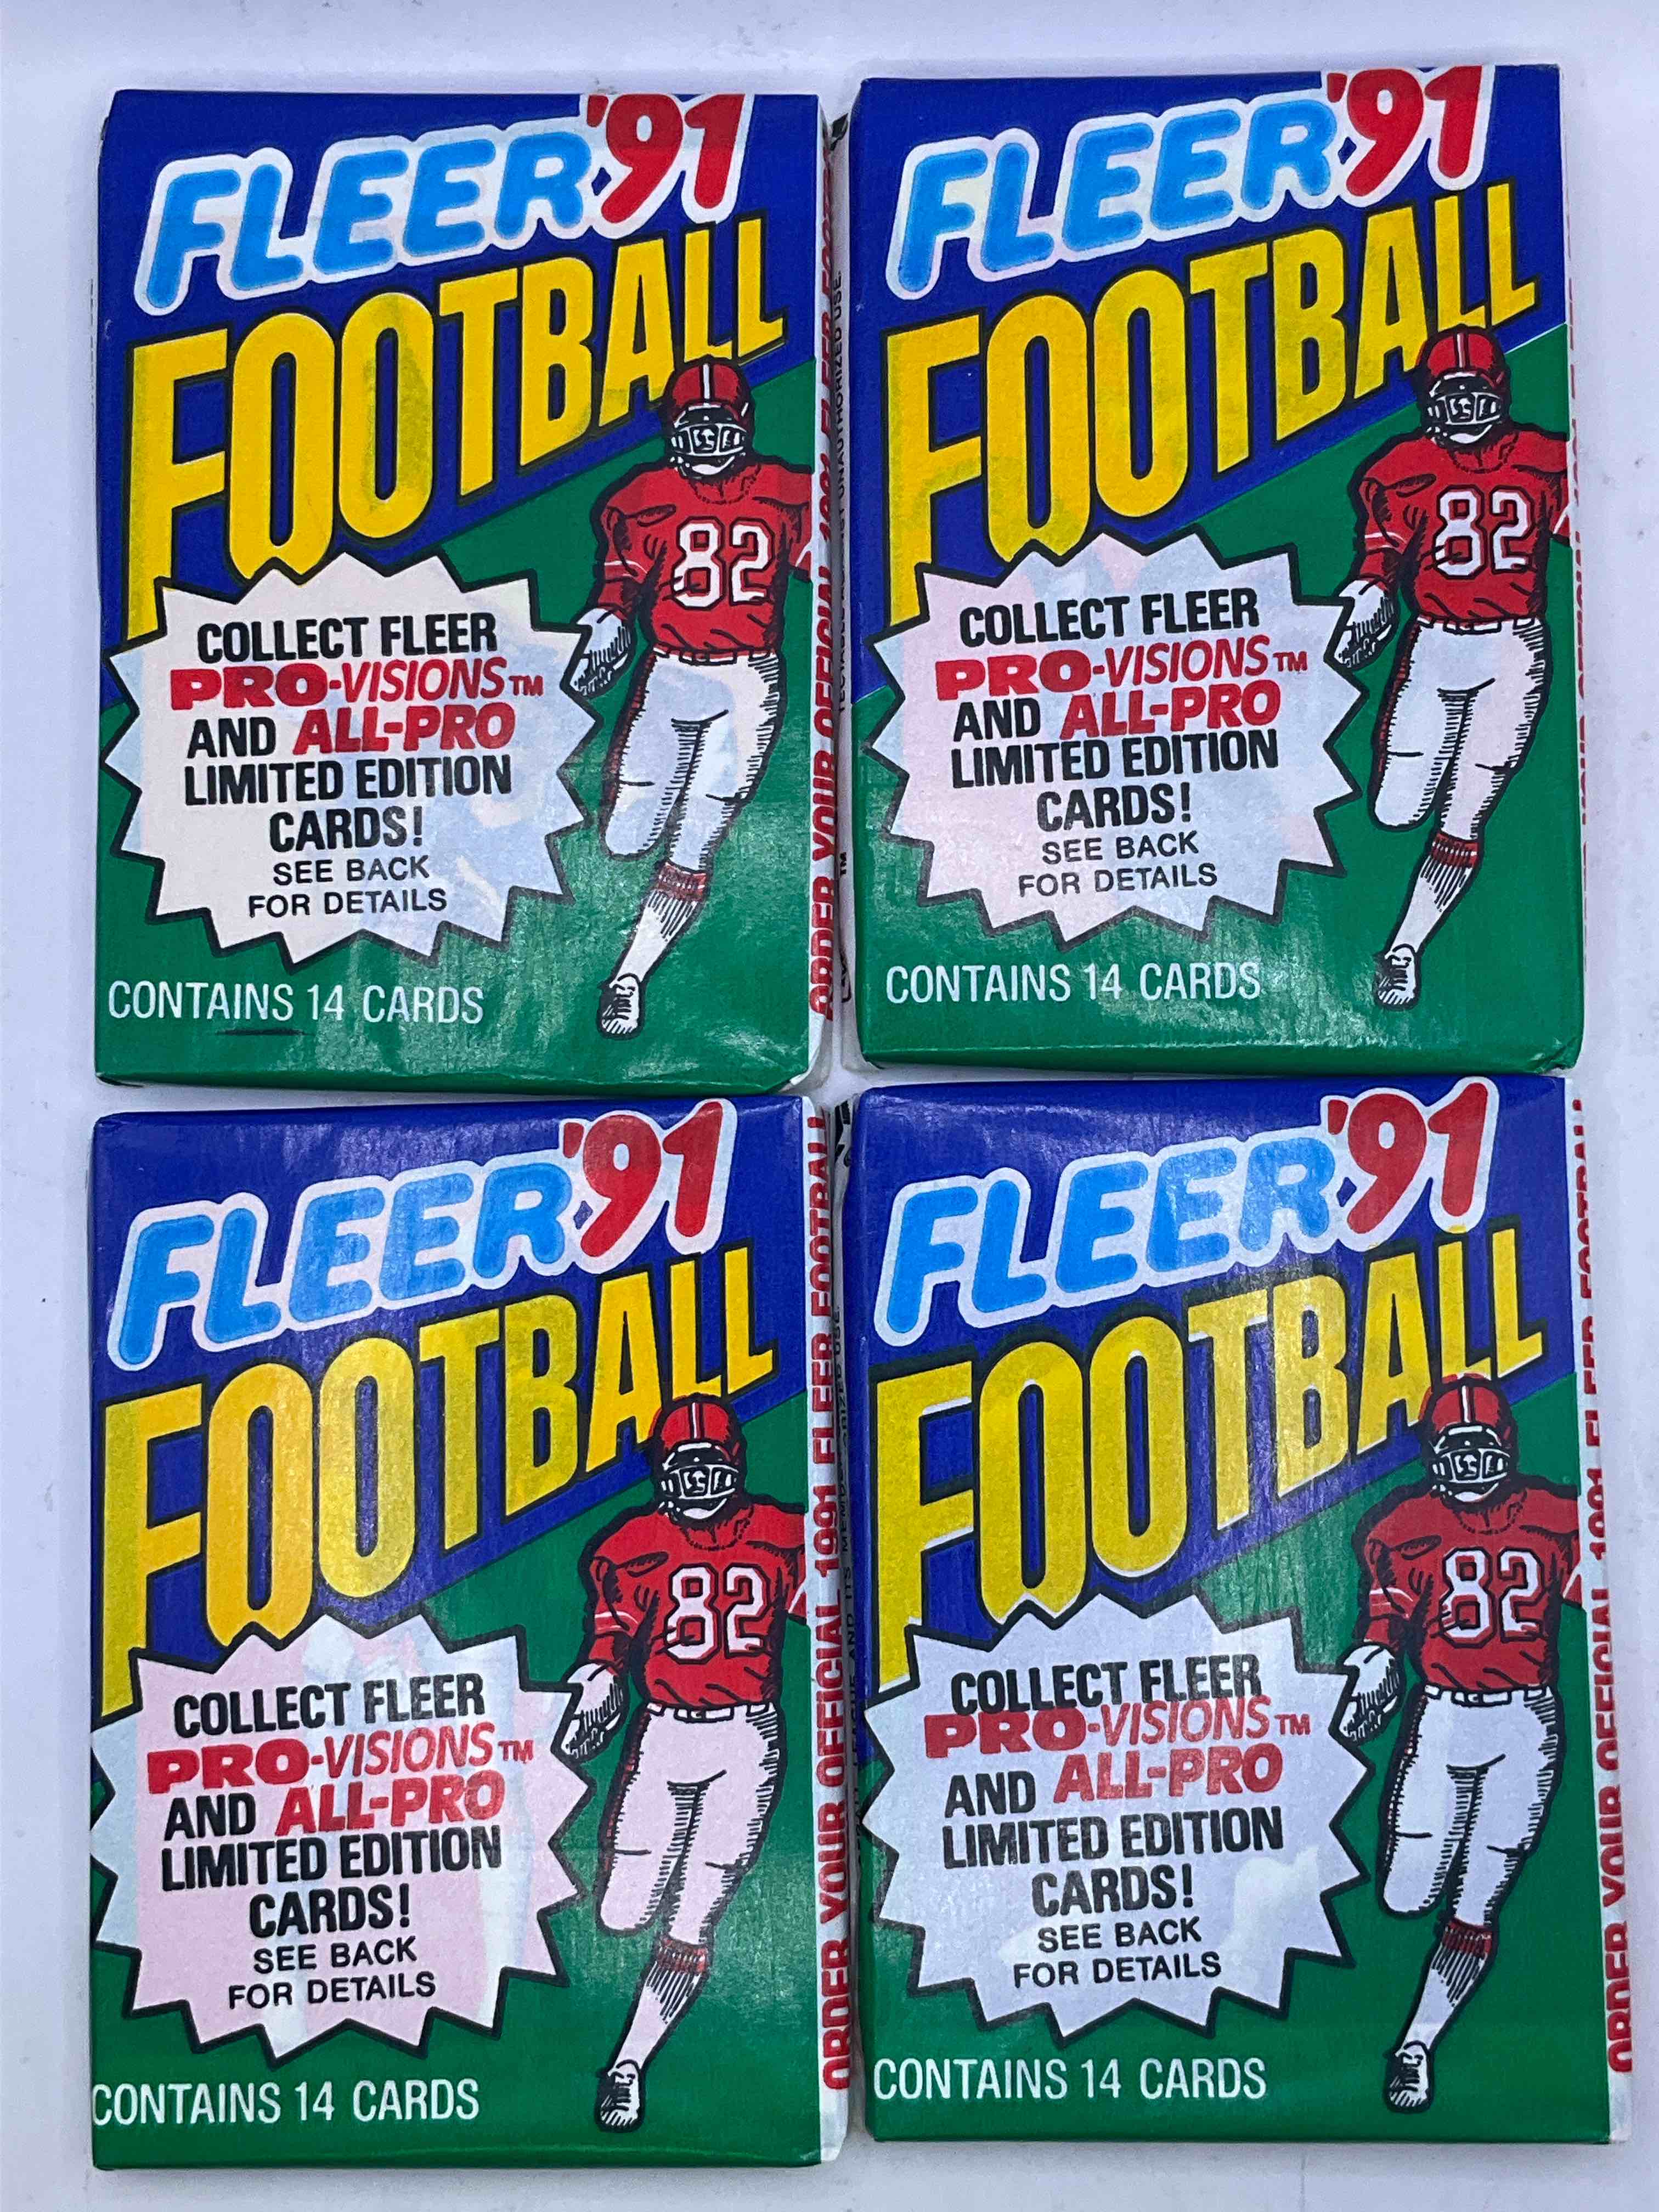 FLEER '91
FOOTBALL
82
COLLECT FLEER
PRO-VISIONS™
AND ALL-PRO
LIMITED EDITION
CARDS!
SEE BACK
FOR DETAILS
CONTAINS 14 CARDS
ORDER YOUR OFFICIAL 1991 FLEER
UNAUTHORIZED USE.
FLEER '91
FOOTBALL
82
COLLECT FLEER
PRO-VISIONS™
AND ALL-PRO
LIMITED EDITION
CARDS!
SEE BACK
FOR DETAILS
CONTAINS 14 CARDS
FLEER '91
FOOTBALL
82
COLLECT FLEER
PRO-VISIONS™
AND ALL-PRO
LIMITED EDITION
CARDS!
SEE BACK
FOR DETAILS
CONTAINS 14 CARDS
ORDER YOUR OFFICIAL 1991 FLEER FOOTBALL
AND ITS MEMBER
FLEER '91
FOOTBALL
82
COLLECT FLEER
PRO-VISIONS™
AND ALL-PRO
LIMITED EDITION
CARDS!
SEE BACK
FOR DETAILS
CONTAINS 14 CARDS
ORDER YOUR OFFICIAL 1991 FLEER FOOTBALL